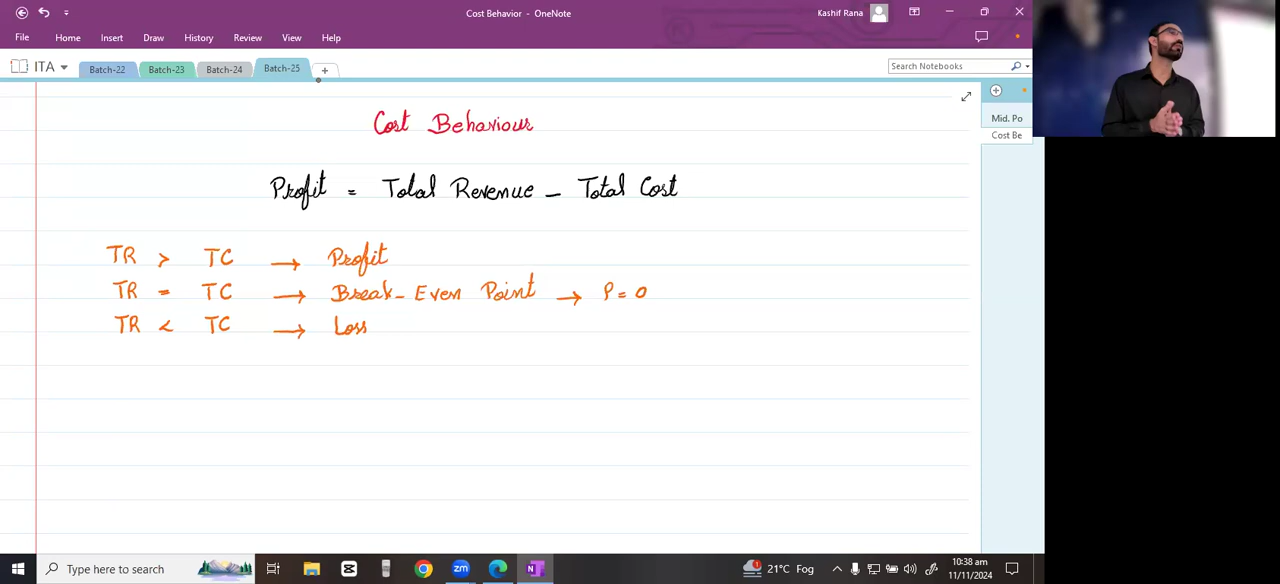 Cost Behavior - OneNote
Kashif Rana
File Home Insert Draw History Review View Help
ITA Batch-22 Batch-23 Batch-24 Batch-25 +
Search Notebooks
Mid. Po
Cost Be
Cost Behaviour
Profit = Total Revenue - Total Cost
TR > TC → Profit
TR = TC → Break-Even Point → P = 0
TR < TC → Loss
Type here to search
zm
N
1
21°C Fog
10:38 am
11/11/2024